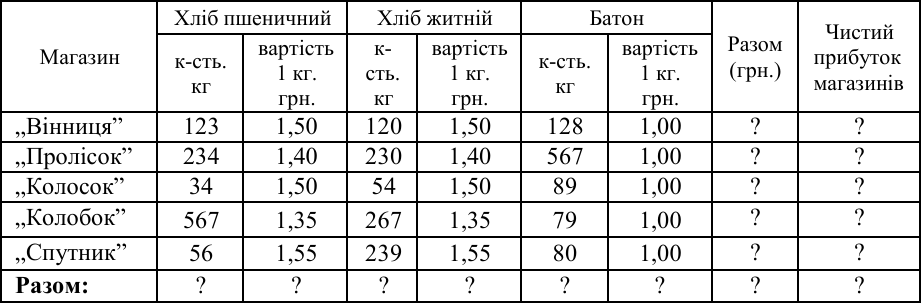 Магазин Хліб пшеничний Хліб житній Батон Разом (грн.) Чистий прибуток магазинів
к-сть. кг вартість 1 кг. грн. к-сть. кг вартість 1 кг. грн. к-сть. кг вартість 1 кг. грн.
„Вінниця” 123 1,50 120 1,50 128 1,00 ? ?
„Пролісок” 234 1,40 230 1,40 567 1,00 ? ?
„Колосок” 34 1,50 54 1,50 89 1,00 ? ?
„Колобок” 567 1,35 267 1,35 79 1,00 ? ?
„Спутник” 56 1,55 239 1,55 80 1,00 ? ?
Разом: ? ? ? ? ? ? ? ?